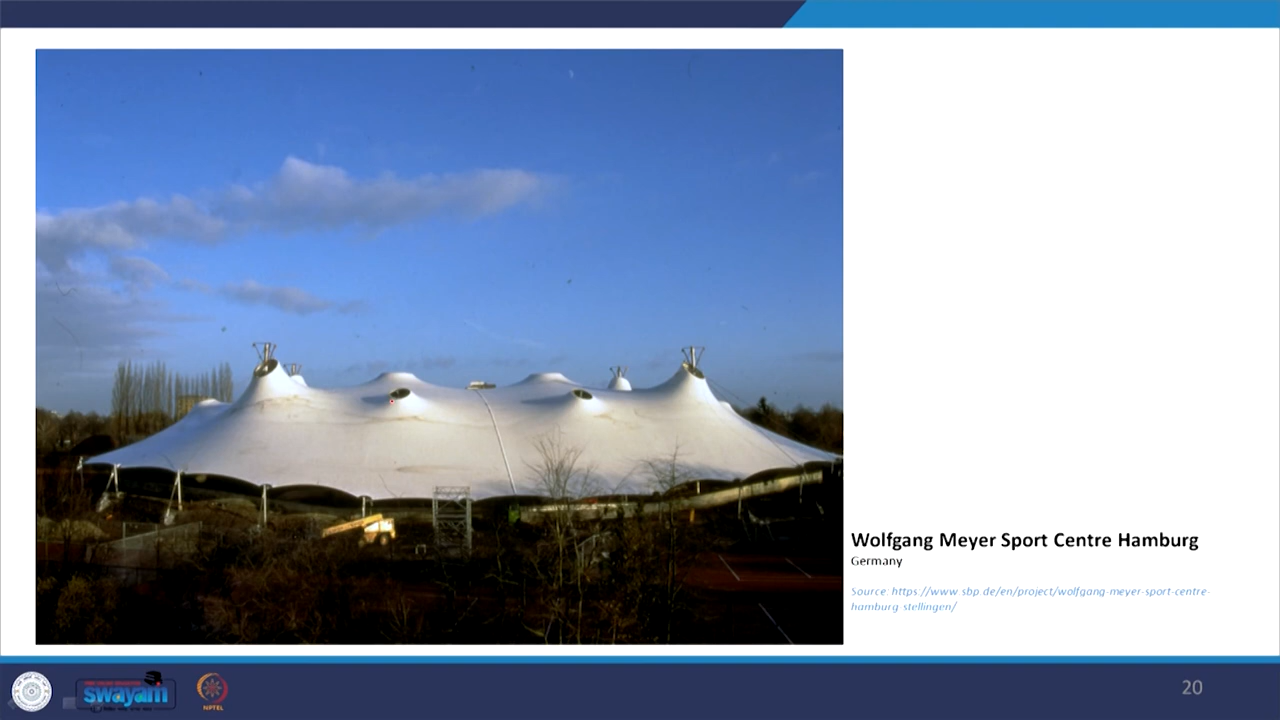 Wolfgang Meyer Sport Centre Hamburg
Germany
Source: https://www.sbp.de/en/project/wolfgang-meyer-sport-centre-
hamburg-stellingen/
swayam
NPTEL
20